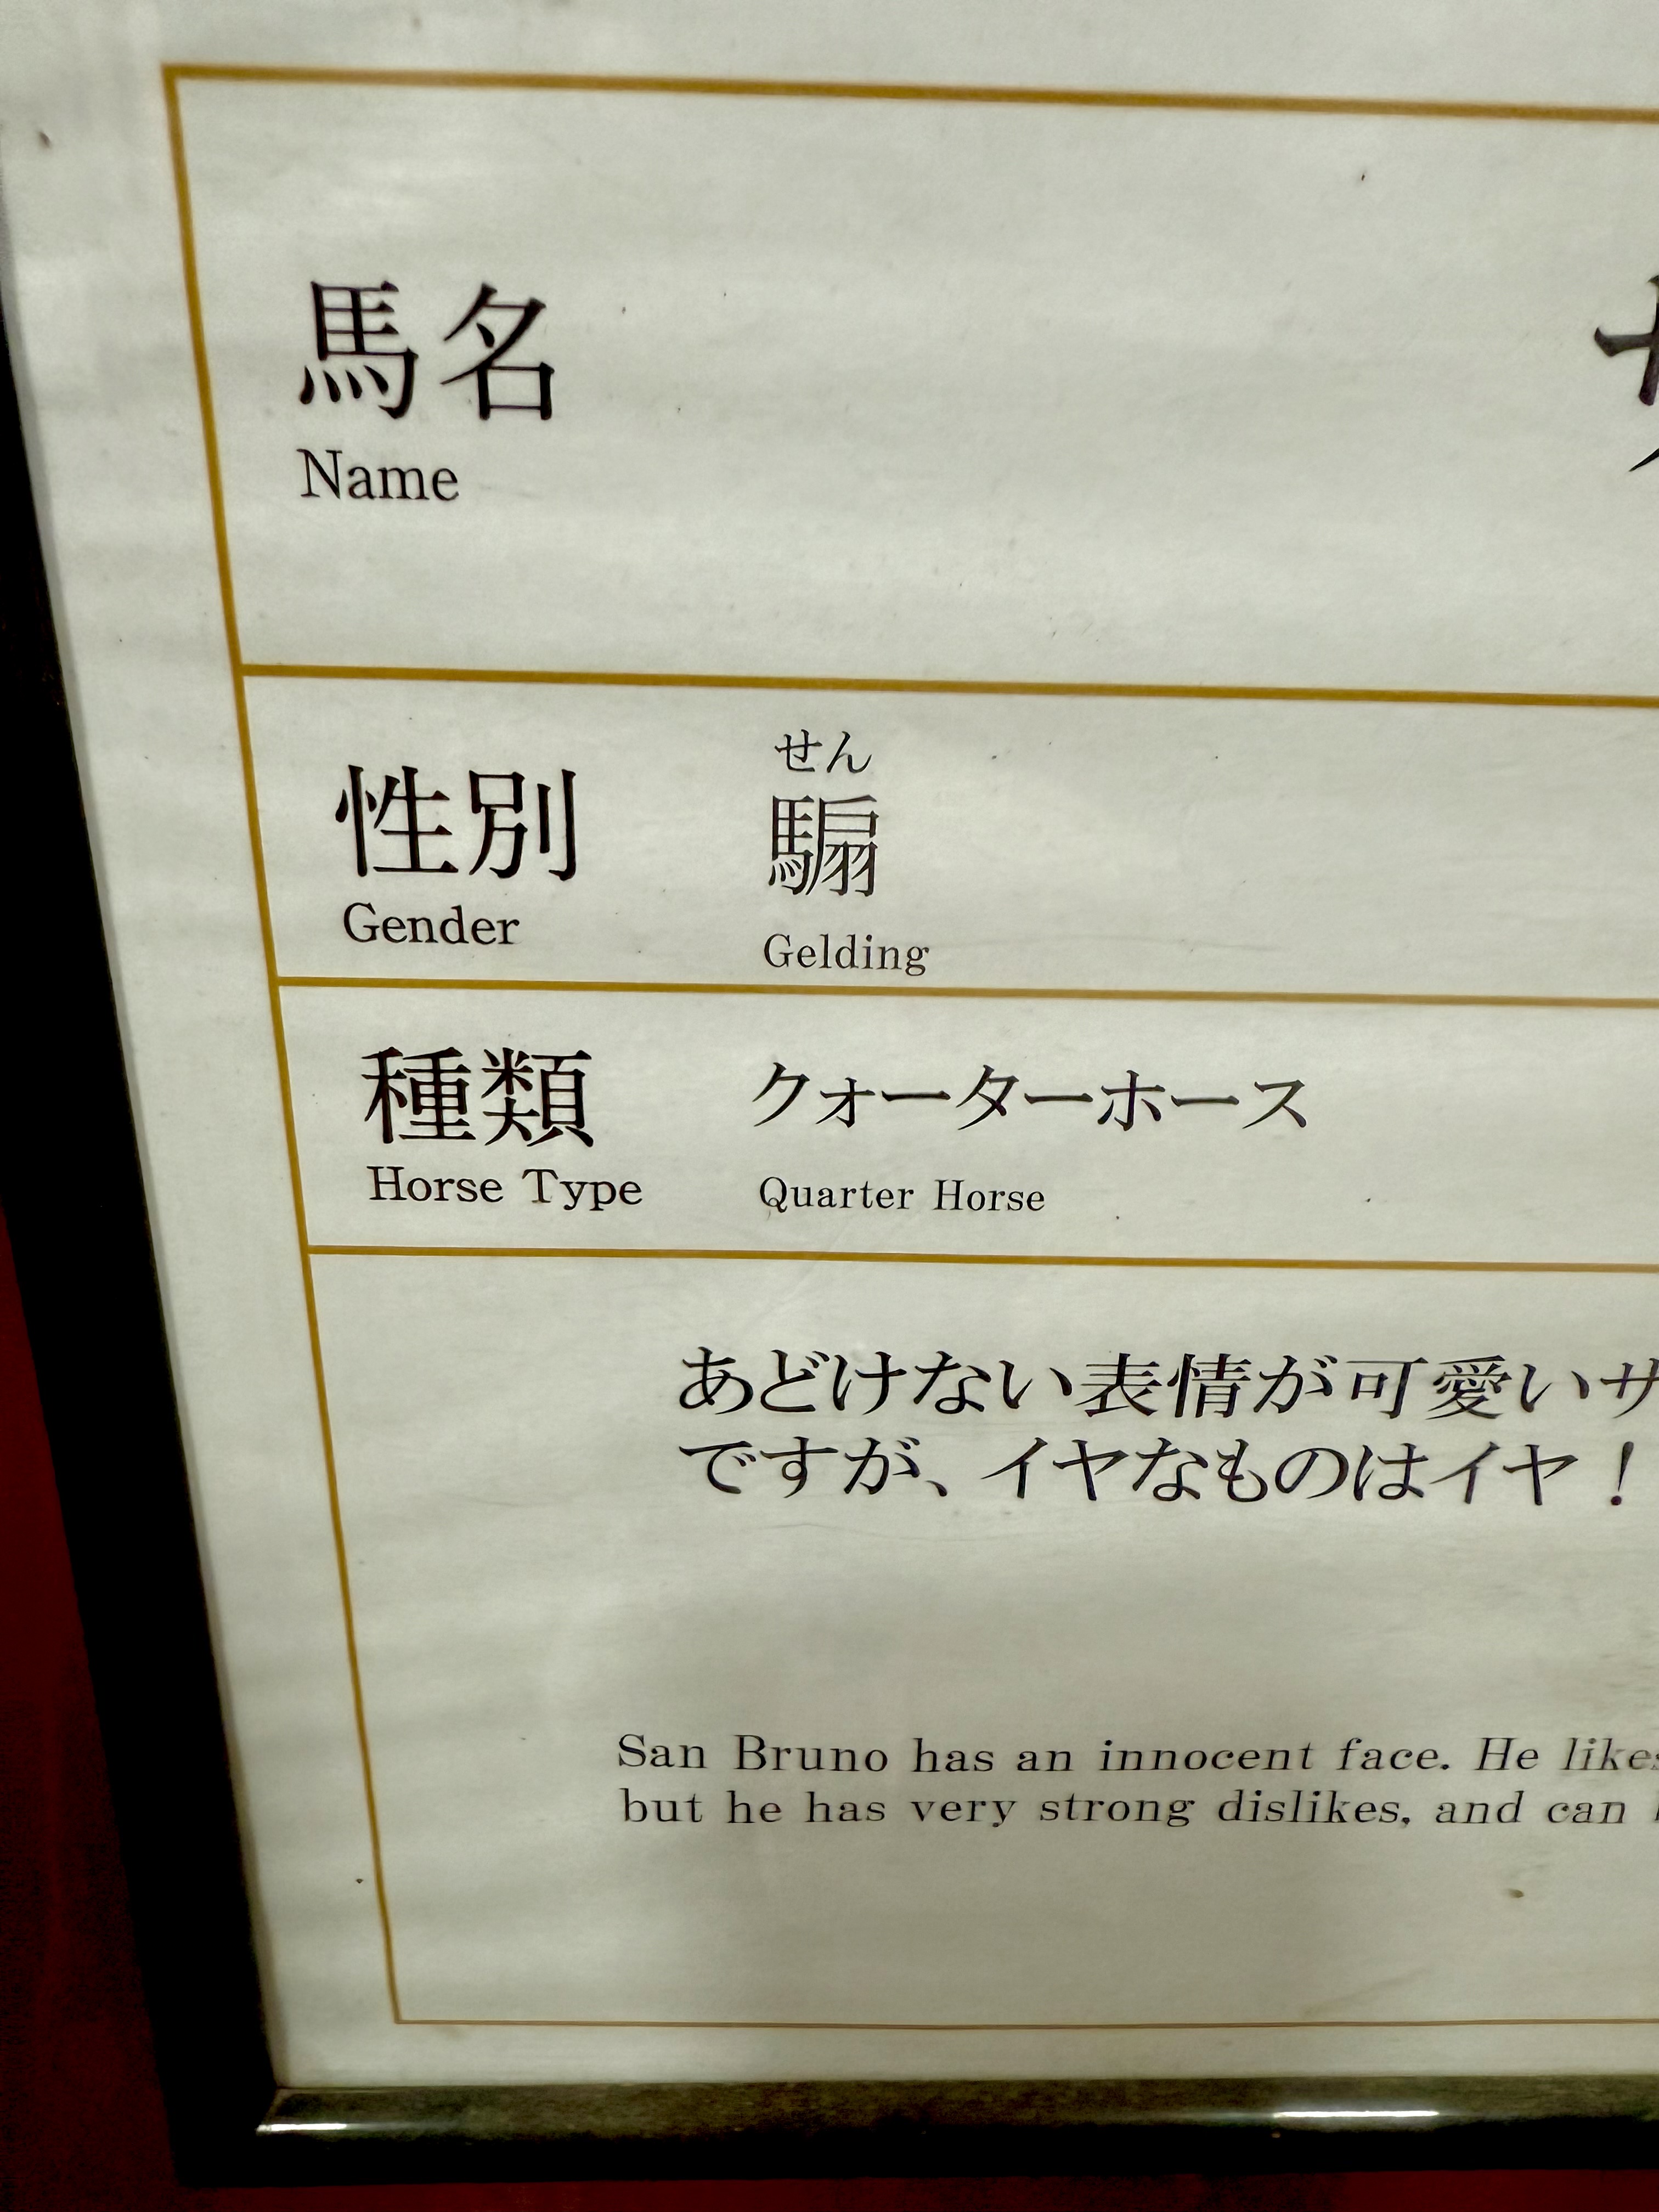 馬名
Name
性別
せん
騸
Gender
Gelding
種類
クォーターホース
Horse Type
Quarter Horse
あどけない表情が可愛いサ
ですが、イヤなものはイヤ！
San Bruno has an innocent face. He likes
but he has very strong dislikes, and can